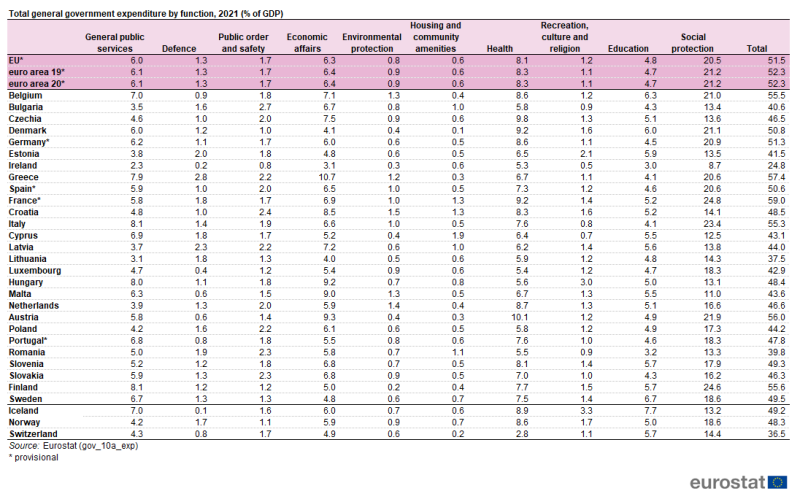 Total general government expenditure by function, 2021 (% of GDP)
General public services Defence Public order and safety Economic affairs Environmental protection Housing and community amenities Health Recreation, culture and religion Education Social protection Total
EU* 6.0 1.3 1.7 6.3 0.8 0.6 8.1 1.2 4.8 20.5 51.5
euro area 19* 6.1 1.3 1.7 6.4 0.9 0.6 8.3 1.1 4.7 21.2 52.3
euro area 20* 6.1 1.3 1.7 6.4 0.9 0.6 8.3 1.1 4.7 21.2 52.3
Belgium 7.0 0.9 1.8 7.1 1.3 0.4 8.6 1.2 6.3 21.0 55.5
Bulgaria 3.5 1.6 2.7 6.7 0.8 1.0 5.8 0.9 4.3 13.4 40.6
Czechia 4.6 1.0 2.0 7.5 0.9 0.6 9.8 1.3 5.1 13.6 46.5
Denmark 6.0 1.2 1.0 4.1 0.4 0.1 9.2 1.6 6.0 21.1 50.8
Germany* 6.2 1.1 1.7 6.0 0.6 0.5 8.6 1.1 4.5 20.9 51.3
Estonia 3.8 2.0 1.8 4.8 0.6 0.5 6.5 2.1 5.9 13.5 41.5
Ireland 2.3 0.2 0.8 3.1 0.3 0.6 5.3 0.5 3.0 8.7 24.8
Greece 7.9 2.8 2.2 10.7 1.2 0.3 6.7 1.1 4.1 20.6 57.4
Spain* 5.9 1.0 2.0 6.5 1.0 0.5 7.3 1.2 4.6 20.6 50.6
France* 5.8 1.8 1.7 6.9 1.0 1.3 9.2 1.4 5.2 24.8 59.0
Croatia 4.8 1.0 2.4 8.5 1.5 1.3 8.3 1.6 5.2 14.1 48.5
Italy 8.1 1.4 1.9 6.6 1.0 0.5 7.6 0.8 4.1 23.4 55.3
Cyprus 6.9 1.8 1.7 5.2 0.4 1.9 6.4 0.7 5.5 12.5 43.1
Latvia 3.7 2.3 2.2 7.2 0.6 1.0 6.2 1.4 5.6 13.8 44.0
Lithuania 3.1 1.8 1.3 4.0 0.5 0.6 5.9 1.2 4.8 14.3 37.5
Luxembourg 4.7 0.4 1.2 5.4 0.9 0.6 5.4 1.2 4.7 18.3 42.9
Hungary 8.0 1.1 1.8 9.2 0.7 0.8 5.6 3.0 5.0 13.1 48.4
Malta 6.3 0.6 1.5 9.0 1.3 0.5 6.7 1.3 5.5 11.0 43.6
Netherlands 3.9 1.3 2.0 5.9 1.4 0.4 8.7 1.3 5.1 16.6 46.6
Austria 5.8 0.6 1.4 9.3 0.4 0.3 10.1 1.2 4.9 21.9 56.0
Poland 4.2 1.6 2.2 6.1 0.6 0.5 5.8 1.2 4.9 17.3 44.2
Portugal* 6.8 0.8 1.8 5.5 0.8 0.6 7.6 1.0 4.6 18.3 47.8
Romania 5.0 1.9 2.3 5.8 0.7 1.1 5.5 0.9 3.2 13.3 39.8
Slovenia 5.2 1.2 1.8 6.8 0.7 0.5 8.1 1.4 5.7 17.9 49.3
Slovakia 5.9 1.3 2.3 6.8 0.9 0.5 7.0 1.0 4.3 16.2 46.3
Finland 8.1 1.2 1.2 5.0 0.2 0.4 7.7 1.5 5.7 24.6 55.6
Sweden 6.7 1.3 1.3 4.8 0.6 0.7 7.5 1.4 6.7 18.6 49.5
Iceland 7.0 0.1 1.6 6.0 0.7 0.6 8.9 3.3 7.7 13.2 49.2
Norway 4.2 1.7 1.1 5.9 0.9 0.7 8.6 1.7 5.0 18.6 48.3
Switzerland 4.3 0.8 1.7 4.9 0.6 0.2 2.8 1.1 5.7 14.4 36.5
Source: Eurostat (gov_10a_exp)
* provisional
eurostat